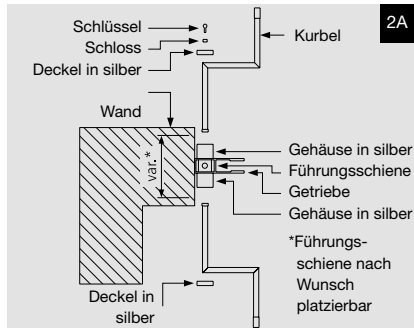 2A
Schlüssel
Schloss
Deckel in silber
Kurbel
Wand
var.*
Gehäuse in silber
Führungsschiene
Getriebe
Gehäuse in silber
*Führungs-
schiene nach
Wunsch
platzierbar
Deckel in
silber